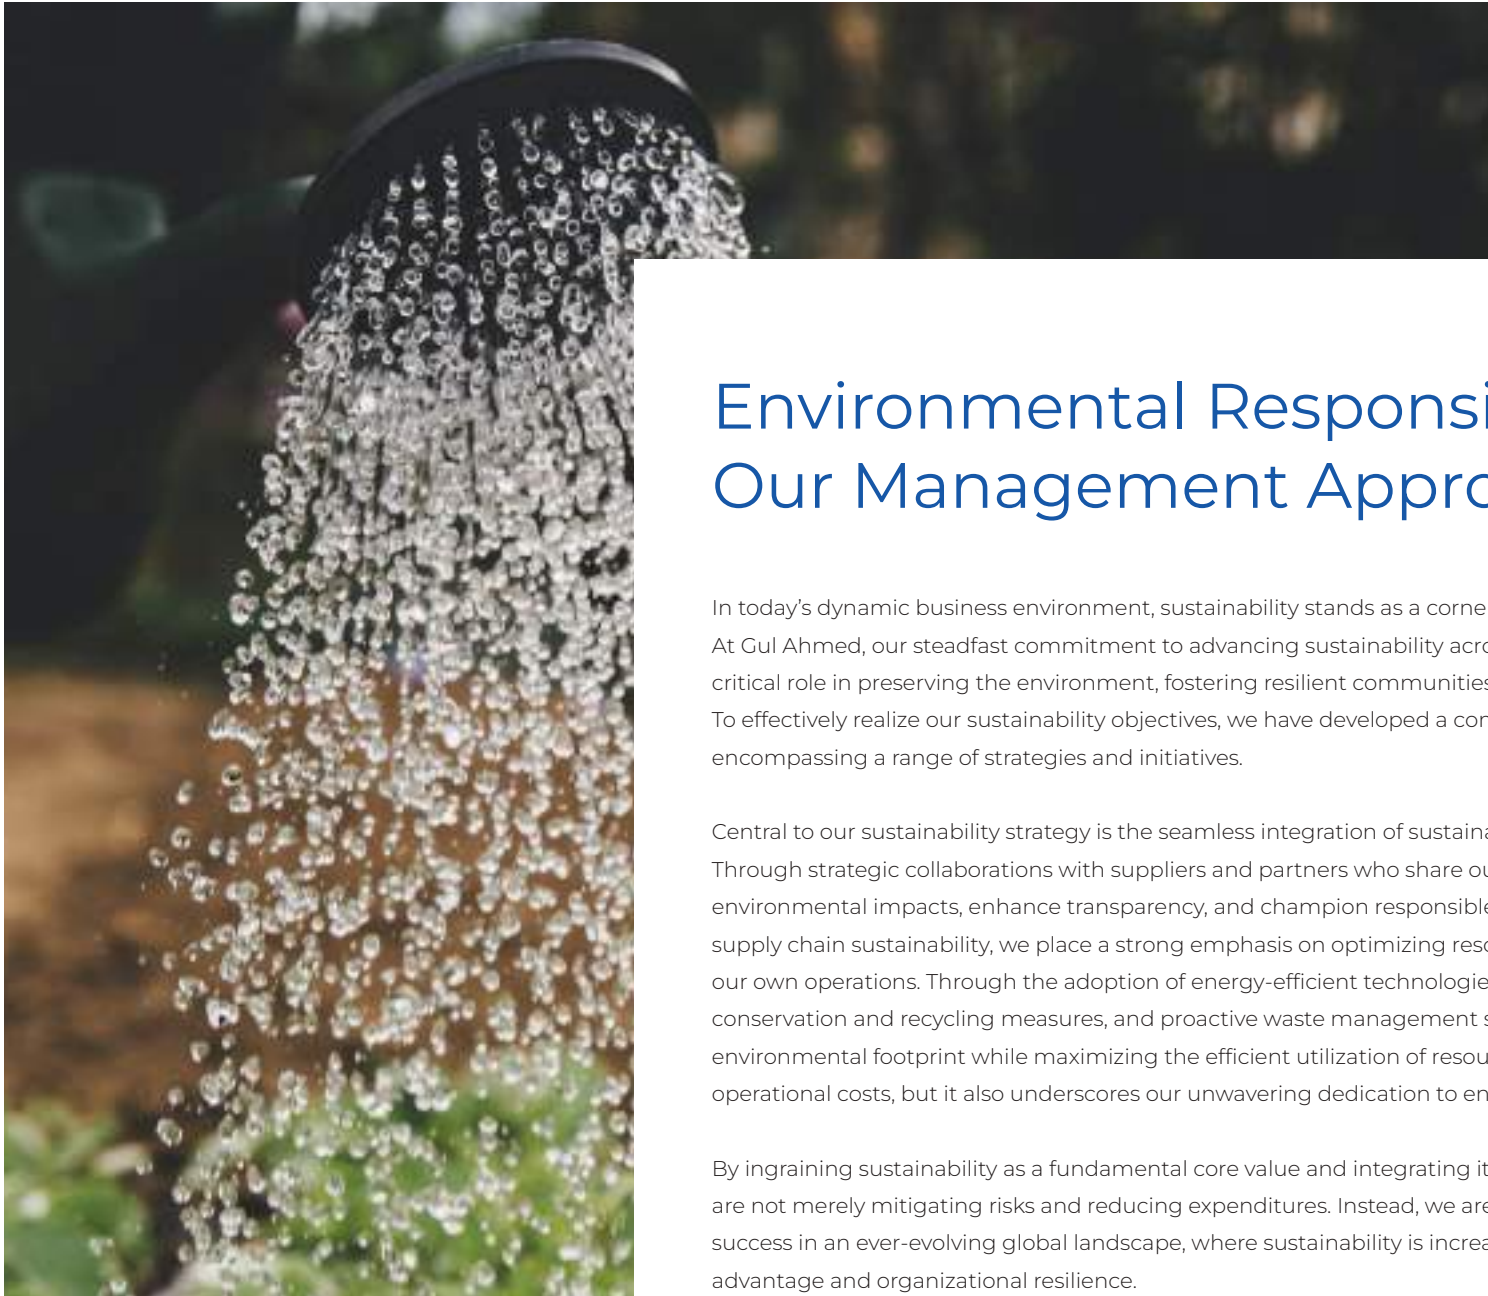 Environmental Responsi
Our Management Appro
In today’s dynamic business environment, sustainability stands as a corne
At Gul Ahmed, our steadfast commitment to advancing sustainability acro
critical role in preserving the environment, fostering resilient communities
To effectively realize our sustainability objectives, we have developed a co
encompassing a range of strategies and initiatives.
Central to our sustainability strategy is the seamless integration of sustaina
Through strategic collaborations with suppliers and partners who share ou
environmental impacts, enhance transparency, and champion responsible
supply chain sustainability, we place a strong emphasis on optimizing reso
our own operations. Through the adoption of energy-efficient technologie
conservation and recycling measures, and proactive waste management s
environmental footprint while maximizing the efficient utilization of resou
operational costs, but it also underscores our unwavering dedication to en
By ingraining sustainability as a fundamental core value and integrating it
are not merely mitigating risks and reducing expenditures. Instead, we are
success in an ever-evolving global landscape, where sustainability is increa
advantage and organizational resilience.